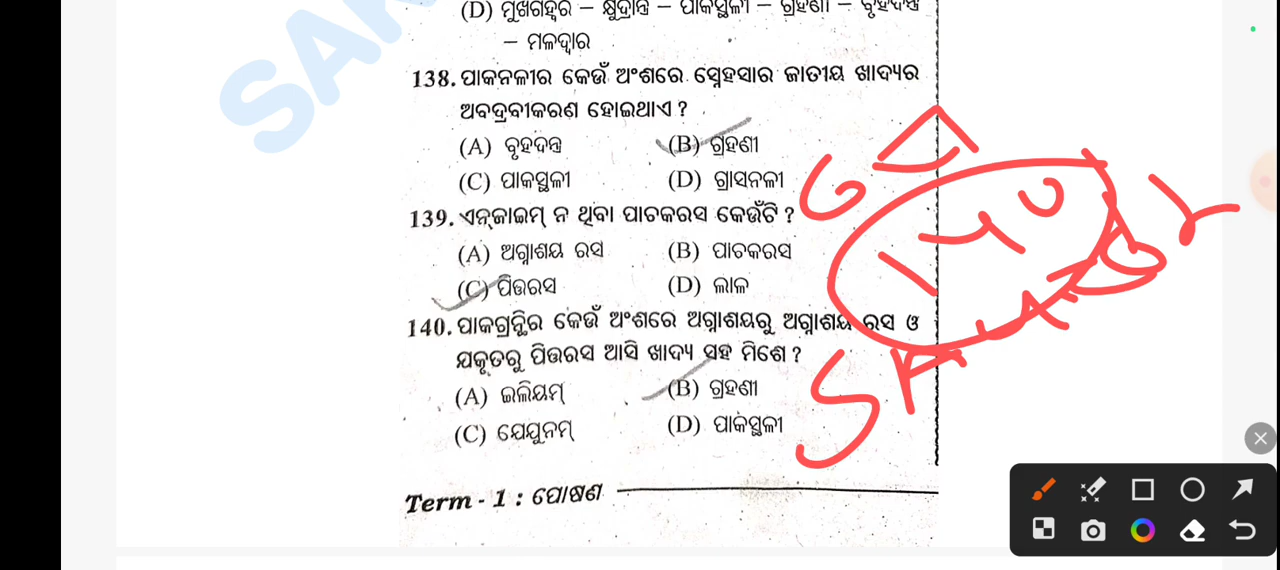 (D) ମୁଖଗହ୍ୱର – କ୍ଷୁଦ୍ରାନ୍ତ୍ର – ପାକସ୍ଥଳୀ – ଗ୍ରହଣୀ – ବୃହଦନ୍ତ୍ର
– ମଳଦ୍ୱାର
138. ପାକନଳୀର କେଉଁ ଅଂଶରେ ସ୍ନେହସାର ଜାତୀୟ ଖାଦ୍ୟର
ଅବଦ୍ରବୀକରଣ ହୋଇଥାଏ ?
(A) ବୃହଦନ୍ତ୍ର (B) ଗ୍ରହଣୀ
(C) ପାକସ୍ଥଳୀ (D) ଗ୍ରାସନଳୀ
139. ଏନ୍‌ଜାଇମ୍ ନ ଥିବା ପାଚକରସ କେଉଁଟି ?
(A) ଅଗ୍ନାଶୟ ରସ (B) ପାଚକରସ
(C) ପିତ୍ତରସ (D) ଲାଳ
140. ପାକଗ୍ରନ୍ଥିର କେଉଁ ଅଂଶରେ ଅଗ୍ନାଶୟରୁ ଅଗ୍ନାଶୟ ରସ ଓ
ଯକୃତରୁ ପିତ୍ତରସ ଆସି ଖାଦ୍ୟ ସହ ମିଶେ ?
(A) ଇଲିୟମ୍ (B) ଗ୍ରହଣୀ
(C) ଯେଯୁନମ୍ (D) ପାକସ୍ଥଳୀ
Term - 1 : ପୋଷଣ